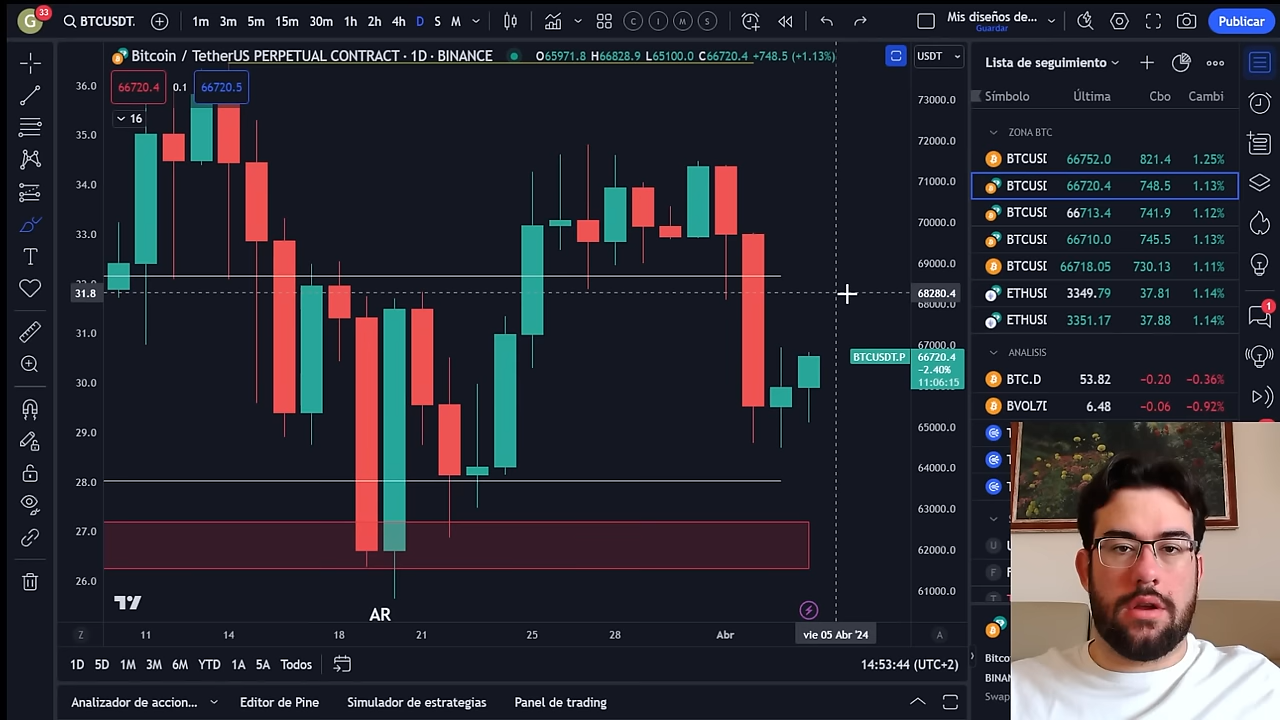 G 33 BTCUSDT. 1m 3m 5m 15m 30m 1h 2h 4h D S M C I M S Mis diseños de... Publicar
Guardar
Bitcoin / TetherUS PERPETUAL CONTRACT · 1D · BINANCE O65971.8 H66828.9 L65100.0 C66720.4 +748.5 (+1.13%) USDT
66720.4 0.1 66720.5
16
36.0
35.0
34.0
33.0
31.8
31.0
30.0
29.0
28.0
27.0
26.0
73000.0
72000.0
71000.0
70000.0
69000.0
68280.4
68000.0
67000.0
BTCUSDT.P 66720.4
−2.40%
11:06:15
65000.0
64000.0
63000.0
62000.0
61000.0
AR
Z 11 14 18 21 25 28 Abr vie 05 Abr '24 A
1D 5D 1M 3M 6M YTD 1A 5A Todos 14:53:44 (UTC+2)
Analizador de accion... Editor de Pine Simulador de estrategias Panel de trading
Lista de seguimiento
Símbolo Última Cbo Cambi
ZONA BTC
BTCUSI 66752.0 821.4 1.25%
BTCUSI 66720.4 748.5 1.13%
BTCUSI 66713.4 741.9 1.12%
BTCUSI 66710.0 745.5 1.13%
BTCUSI 66718.05 730.13 1.11%
ETHUSI 3349.79 37.81 1.14%
ETHUSI 3351.17 37.88 1.14%
ANALISIS
BTC.D 53.82 −0.20 −0.36%
BVOL7D 6.48 −0.06 −0.92%
T
T
T
U
F
T
Bitco
BINAN
Swap
1